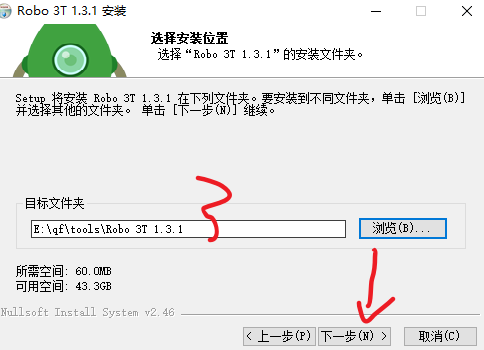 Robo 3T 1.3.1 安装
选择安装位置
选择“Robo 3T 1.3.1”的安装文件夹。
Setup 将安装 Robo 3T 1.3.1 在下列文件夹。要安装到不同文件夹，单击 [浏览(B)]
并选择其他的文件夹。 单击 [下一步(N)] 继续。
目标文件夹
E:\qf\tools\Robo 3T 1.3.1
浏览(B)...
所需空间: 60.0MB
可用空间: 43.3GB
Nullsoft Install System v2.46
< 上一步(P)
下一步(N) >
取消(C)